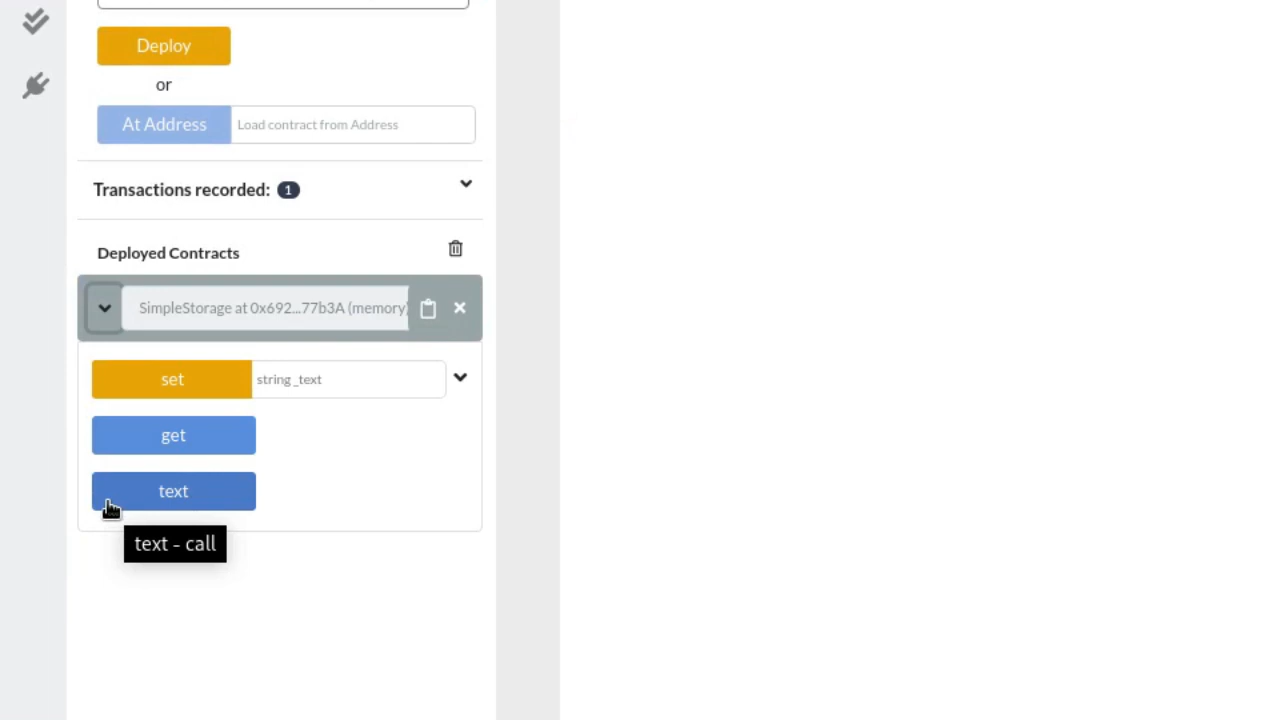 Deploy
or
At Address Load contract from Address
Transactions recorded: 1
Deployed Contracts
SimpleStorage at 0x692...77b3A (memory)
set string _text
get
text
text - call